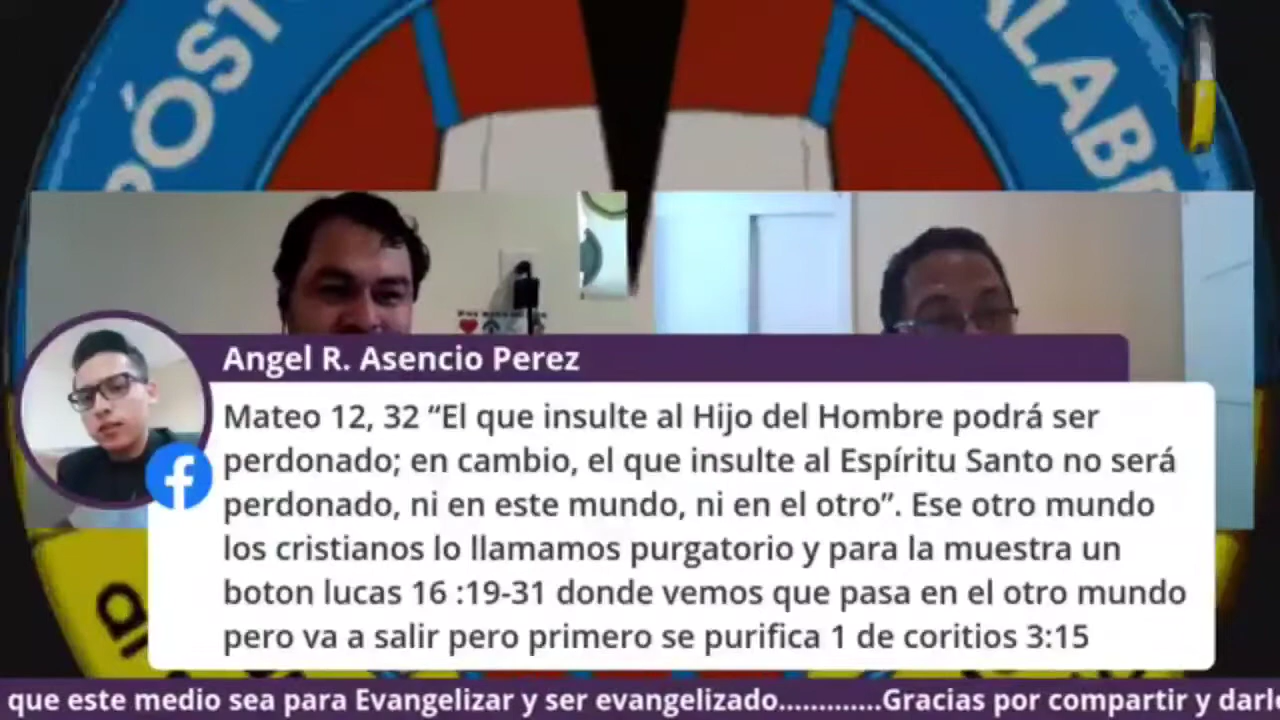 PÓST
ALAB
Angel R. Asencio Perez
Mateo 12, 32 “El que insulte al Hijo del Hombre podrá ser
perdonado; en cambio, el que insulte al Espíritu Santo no será
perdonado, ni en este mundo, ni en el otro”. Ese otro mundo
los cristianos lo llamamos purgatorio y para la muestra un
boton lucas 16 :19-31 donde vemos que pasa en el otro mundo
pero va a salir pero primero se purifica 1 de coritios 3:15
que este medio sea para Evangelizar y ser evangelizado.............Gracias por compartir y darle